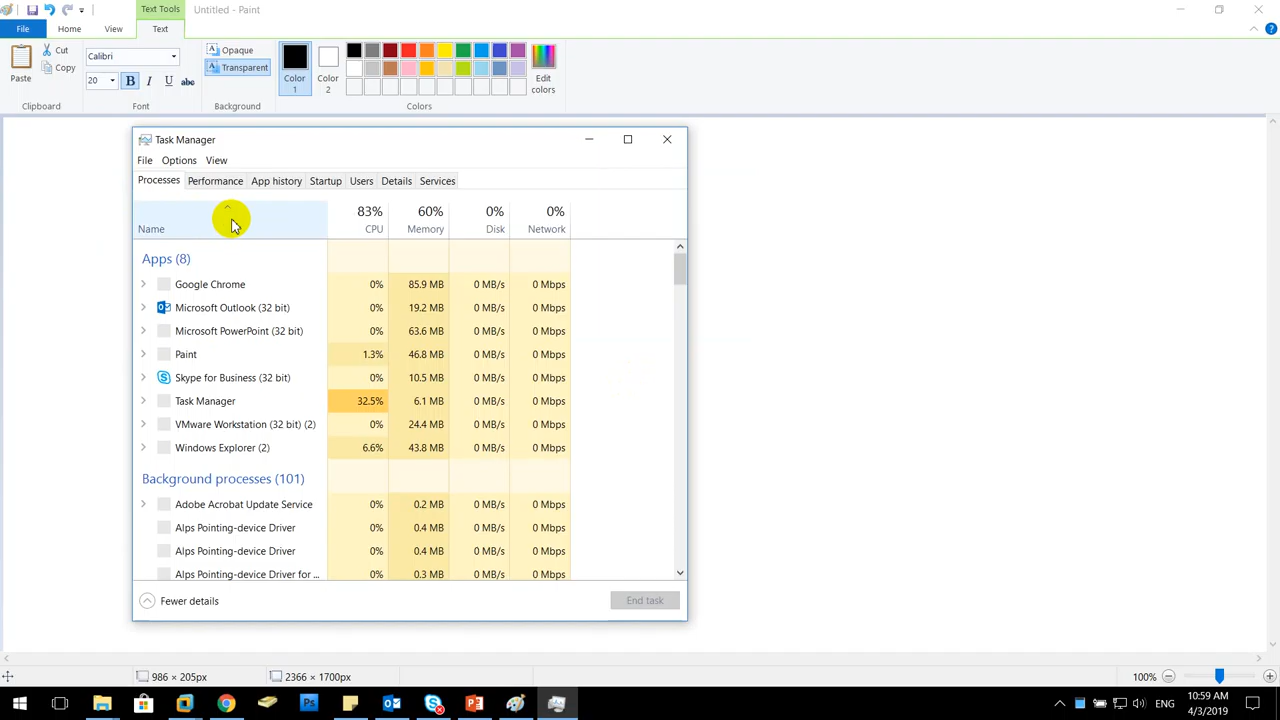 Text Tools
Untitled - Paint
File
Home
View
Text
Paste
Cut
Copy
Calibri
20
B
I
U
abc
Opaque
Transparent
Color
1
Color
2
Edit
colors
Clipboard
Font
Background
Colors
Task Manager
File Options View
Processes Performance App history Startup Users Details Services
83% 60% 0% 0%
Name CPU Memory Disk Network
Apps (8)
Google Chrome 0% 85.9 MB 0 MB/s 0 Mbps
Microsoft Outlook (32 bit) 0% 19.2 MB 0 MB/s 0 Mbps
Microsoft PowerPoint (32 bit) 0% 63.6 MB 0 MB/s 0 Mbps
Paint 1.3% 46.8 MB 0 MB/s 0 Mbps
Skype for Business (32 bit) 0% 10.5 MB 0 MB/s 0 Mbps
Task Manager 32.5% 6.1 MB 0 MB/s 0 Mbps
VMware Workstation (32 bit) (2) 0% 24.4 MB 0 MB/s 0 Mbps
Windows Explorer (2) 6.6% 43.8 MB 0 MB/s 0 Mbps
Background processes (101)
Adobe Acrobat Update Service 0% 0.2 MB 0 MB/s 0 Mbps
Alps Pointing-device Driver 0% 0.4 MB 0 MB/s 0 Mbps
Alps Pointing-device Driver 0% 0.4 MB 0 MB/s 0 Mbps
Alps Pointing-device Driver for ... 0% 0.3 MB 0 MB/s 0 Mbps
Fewer details
End task
986 × 205px
2366 × 1700px
100%
ENG
10:59 AM
4/3/2019